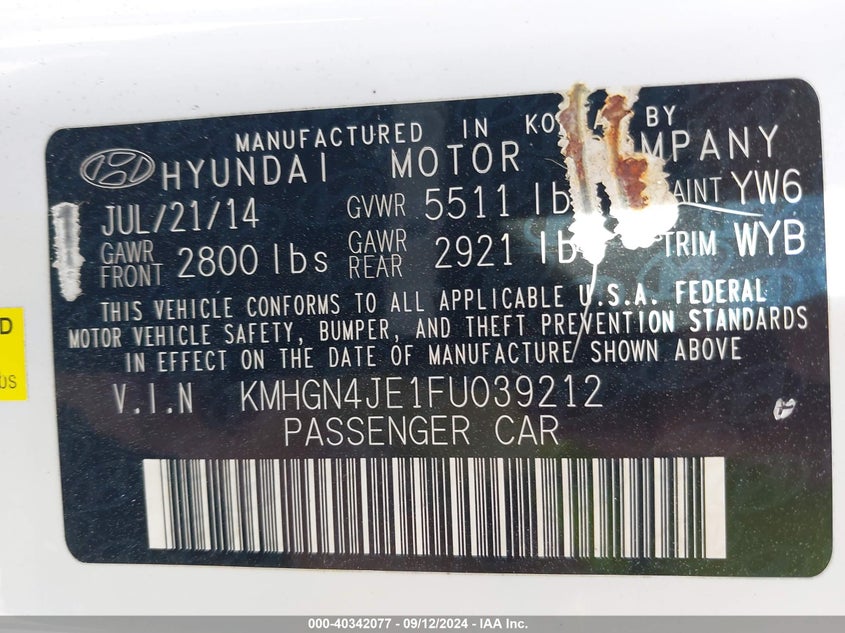 MANUFACTURED IN KO A BY
HYUNDAI MOTOR MPANY
JUL/21/14 GVWR 5511 lb PAINT YW6
GAWR FRONT 2800 lbs GAWR REAR 2921 lb TRIM WYB
THIS VEHICLE CONFORMS TO ALL APPLICABLE U.S.A. FEDERAL
MOTOR VEHICLE SAFETY, BUMPER, AND THEFT PREVENTION STANDARDS
IN EFFECT ON THE DATE OF MANUFACTURE SHOWN ABOVE
V.I.N KMHGN4JE1FU039212
PASSENGER CAR
D
bs
000-40342077 - 09/12/2024 - IAA Inc.